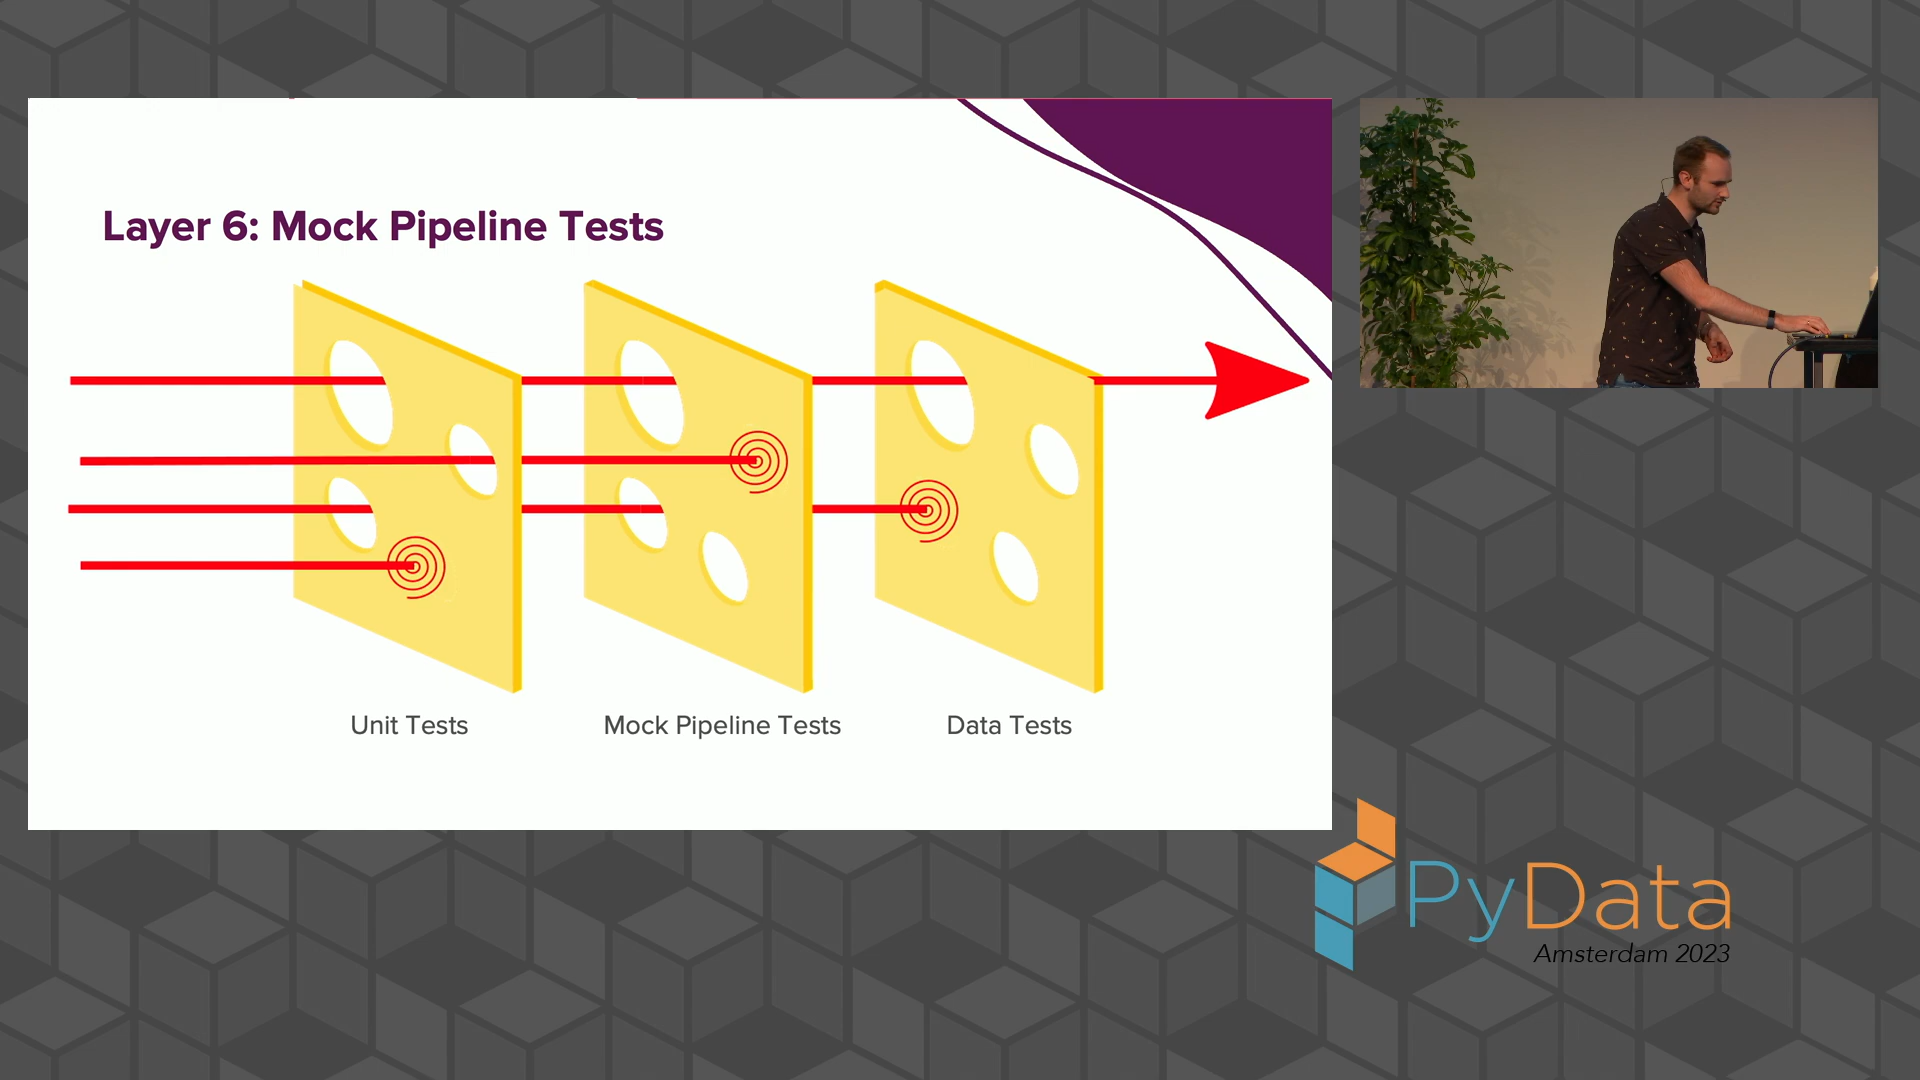 Layer 6: Mock Pipeline Tests
Unit Tests
Mock Pipeline Tests
Data Tests
PyData
Amsterdam 2023